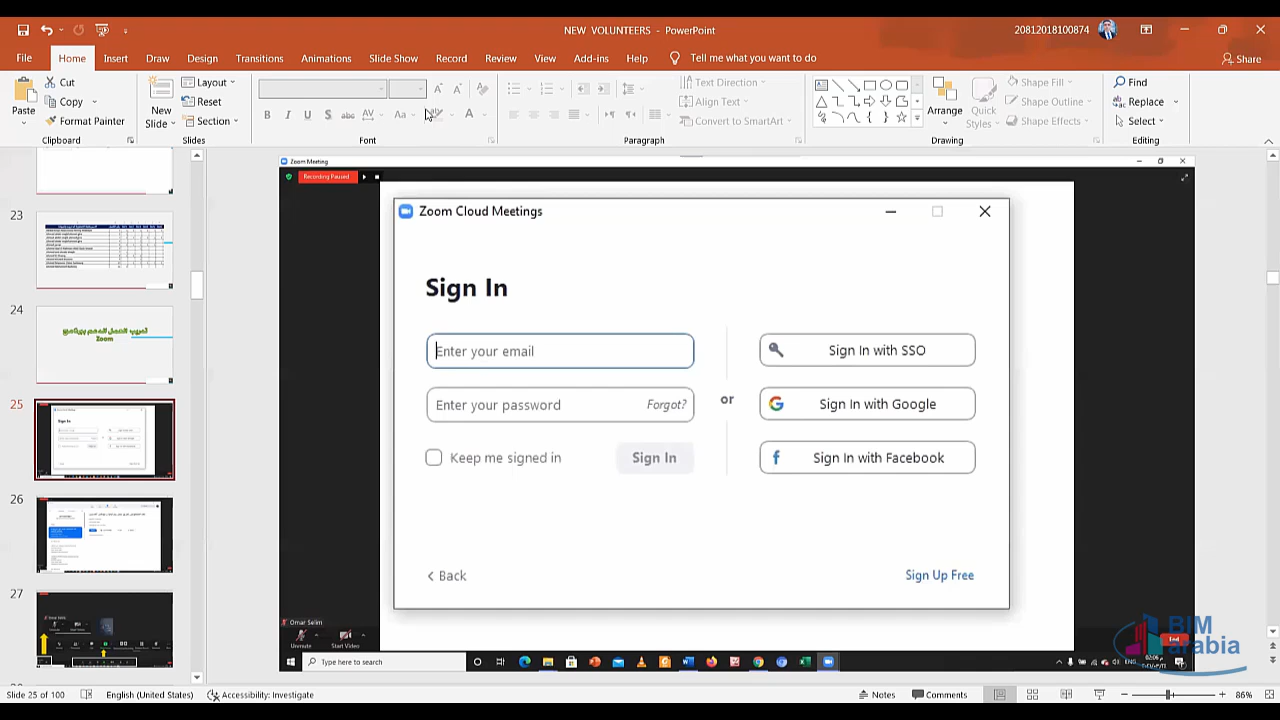 NEW VOLUNTEERS - PowerPoint
20812018100874
File Home Insert Draw Design Transitions Animations Slide Show Record Review View Add-ins Help Tell me what you want to do
Share
Paste
Cut
Copy
Format Painter
Clipboard
New Slide
Layout
Reset
Section
Slides
Font
Text Direction
Align Text
Convert to SmartArt
Paragraph
Arrange
Quick Styles
Shape Fill
Shape Outline
Shape Effects
Drawing
Find
Replace
Select
Editing
23
24
Zoom
25
26
27
Zoom Meeting
Recording Paused
Zoom Cloud Meetings
Sign In
Enter your email
Enter your password Forgot?
Keep me signed in
Sign In
or
Sign In with SSO
Sign In with Google
Sign In with Facebook
Back
Sign Up Free
Omar Selim
Unmute Start Video
End
Type here to search
ENG
BIM
arabia
Slide 25 of 100 English (United States) Accessibility: Investigate
Notes Comments
86%